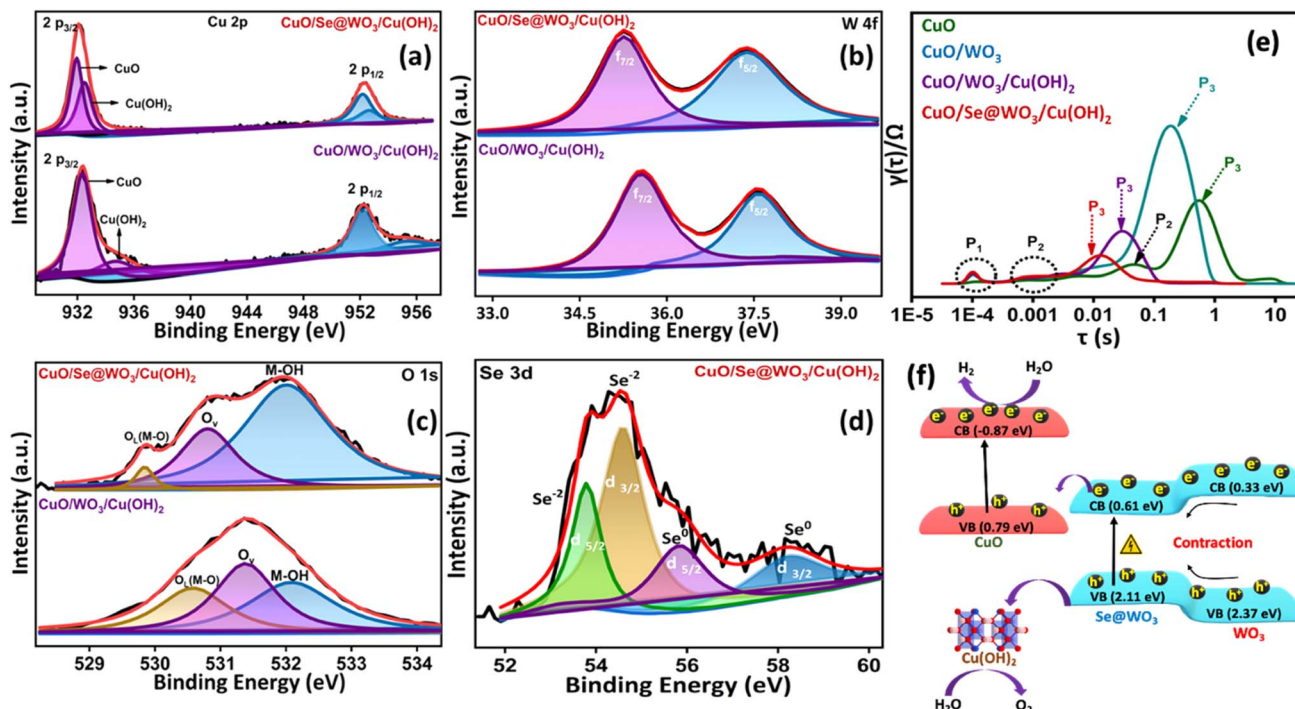 Cu 2p
CuO/Se@WO3/Cu(OH)2
(a)
2 p3/2
CuO
Cu(OH)2
2 p1/2
CuO/WO3/Cu(OH)2
2 p3/2
CuO
Cu(OH)2
2 p1/2
Intensity (a.u.)
932 936 940 944 948 952 956
Binding Energy (eV)
CuO/Se@WO3/Cu(OH)2
W 4f
(b)
f7/2
f5/2
CuO/WO3/Cu(OH)2
f7/2
f5/2
Intensity (a.u.)
33.0 34.5 36.0 37.5 39.0
Binding Energy (eV)
CuO
CuO/WO3
CuO/WO3/Cu(OH)2
CuO/Se@WO3/Cu(OH)2
(e)
P3
P3
P3
P3
P2
P1
P2
γ(τ)/Ω
1E-5 1E-4 0.001 0.01 0.1 1 10
τ (s)
CuO/Se@WO3/Cu(OH)2
O 1s
(c)
M-OH
Ov
OL(M-O)
CuO/WO3/Cu(OH)2
OL(M-O)
Ov
M-OH
Intensity (a.u.)
529 530 531 532 533 534
Binding Energy (eV)
Se 3d
CuO/Se@WO3/Cu(OH)2
(d)
Se-2
Se-2
d 3/2
d 5/2
Se0
d 5/2
Se0
d 3/2
Intensity (a.u.)
52 54 56 58 60
Binding Energy (eV)
(f)
H2
H2O
e- e- e- e- e-
CB (-0.87 eV)
h+ h+ h+
VB (0.79 eV)
CuO
e- e- e-
CB (0.61 eV)
e- e- e- e-
CB (0.33 eV)
Contraction
h+ h+ h+
VB (2.11 eV)
Se@WO3
h+ h+ h+
VB (2.37 eV)
WO3
Cu(OH)2
H2O
O2